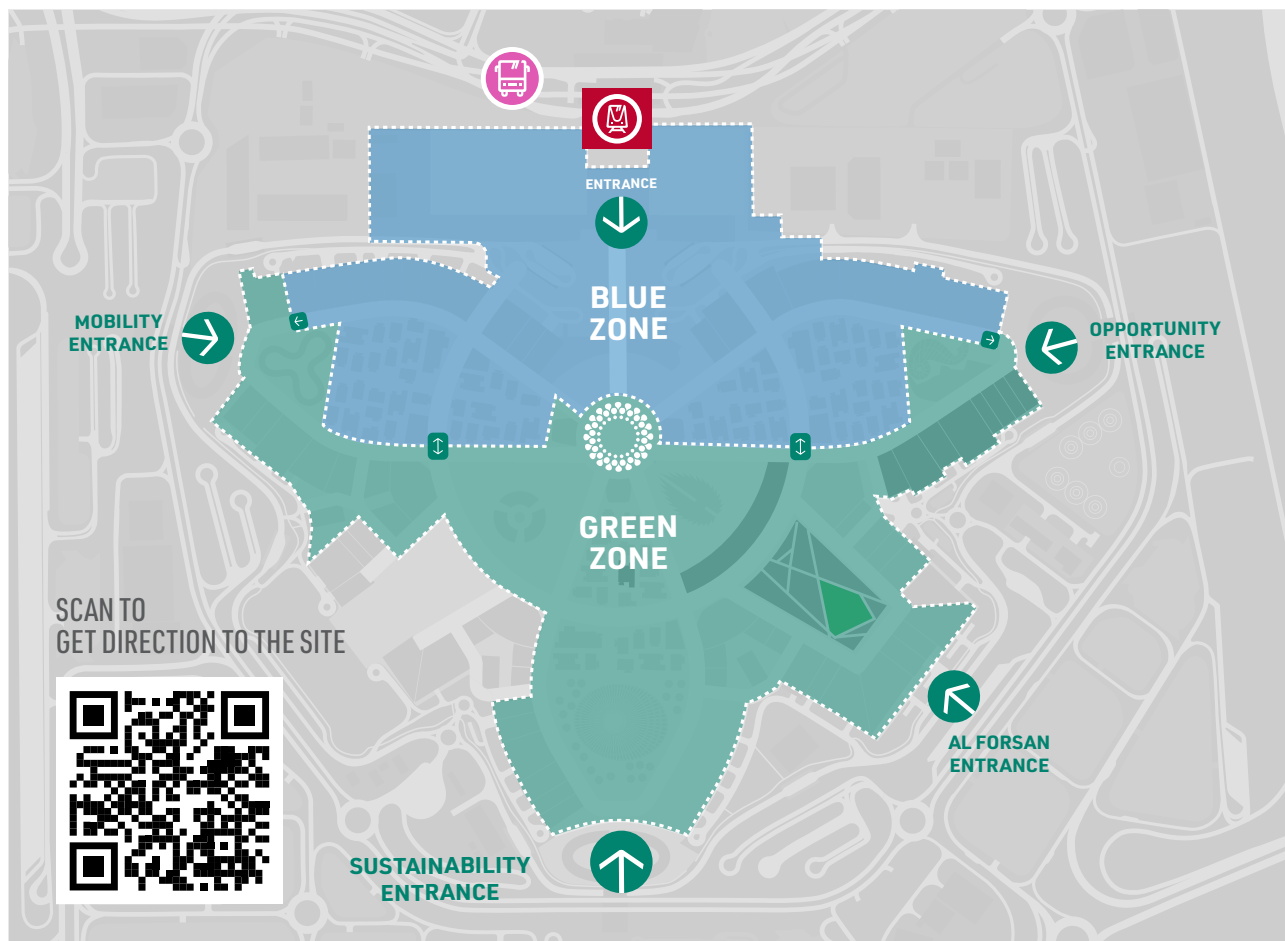 ENTRANCE
BLUE
ZONE
MOBILITY
ENTRANCE
OPPORTUNITY
ENTRANCE
GREEN
ZONE
SCAN TO
GET DIRECTION TO THE SITE
AL FORSAN
ENTRANCE
SUSTAINABILITY
ENTRANCE